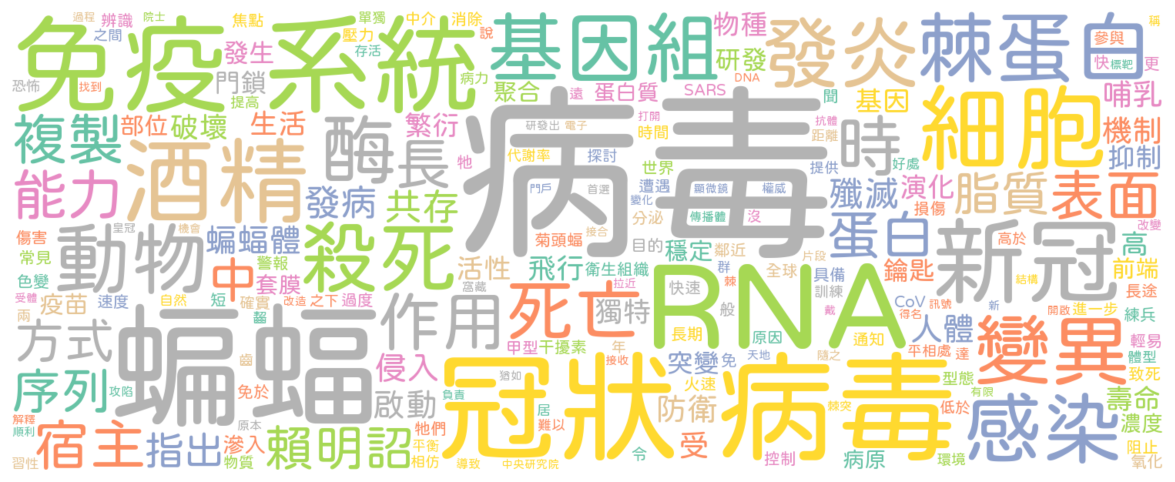 過程 院士 辨識 焦點 單獨 中介 消除 說 物種 稱
之間 壓力 存活 參與
免疫系統 發生 基因組 研發 發炎 棘蛋白 快 標靶 更
恐怖 找到 門鎖 病力 聚合 蛋白質 DNA SARS 遠 聞 基因 哺乳
提高 打開 抗體
複製 部位 破壞 生活 酶 長 繁衍 研發出 電子 時間 距離 時 細胞 機制
酒精 牠 代謝率 探討 世界 提供 好處 抑制
能力 發病 共存 病毒 門戶 首選 遭遇 顯微鏡 權威 殲滅 演化 脂質 表面
變化 分泌 傳播體 沒 損傷
傷害 皇冠 機會 蝙蝠體 殺死 菊頭蝠 接合 目的 穩定 鄰近 片段 蛋白 新冠 高於 高 改變
常見 動物 中 警報 套膜 活性 飛行 衛生組織 群 全球 具備 鑰匙 前端
色變 富藏 拉近 棘 訓練 結構 長途
受體 疫苗 速度 自然 短 確實 改造 之下 過度 死亡 獨特 快速 般 RNA 戴 CoV 訊號 新 開啟 進一步 練兵
兩 齧 作用 得名
方式 蝙蝠 長期 原因 通知 人體 變異 輕易
齒 甲型 干擾素 年 接收 天地 平相處 達 體型
序列 攻陷 免於 侵入 突變 免 隨之 型態 致死
猶如 火速 有限 壽命
負責 啟動 冠狀病毒 防衛 棘突 低於 感染 濃度
解釋 原本 居
順利 宿主 指出 滲入 賴明詔 牠們 難以 受 阻止
平衡 令 控制 病原 環境
習性 物質 相仿 導致 中央研究院 氧化